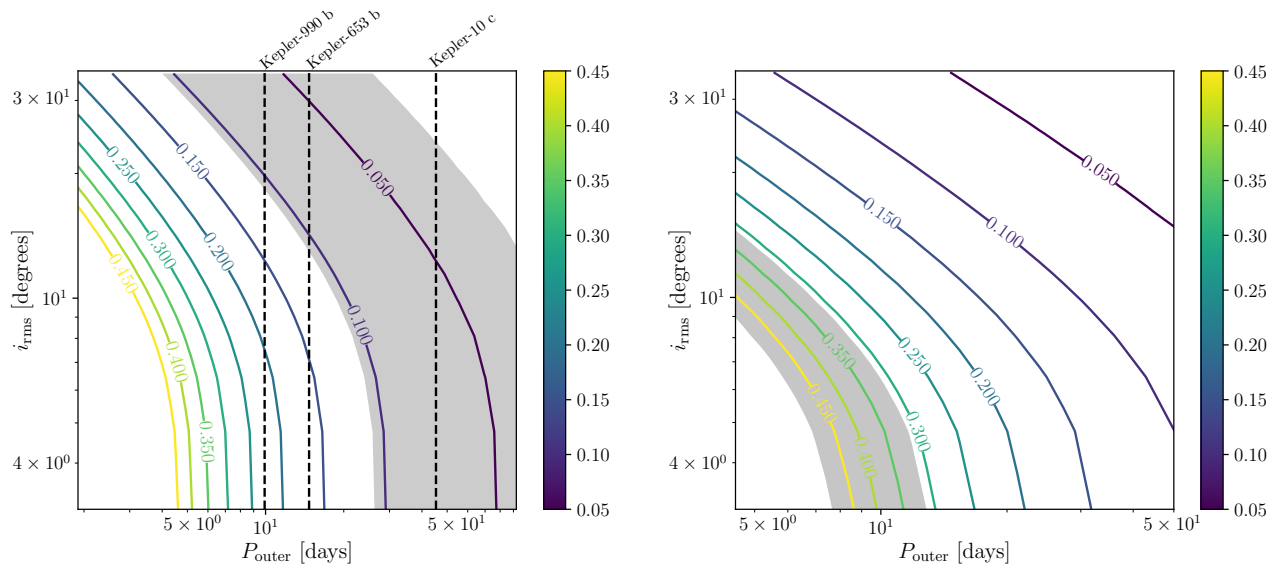 Kepler-990 b
Kepler-653 b
Kepler-10 c
3 × 10¹
10¹
4 × 10⁰
i_rms [degrees]
0.450
0.400
0.350
0.300
0.250
0.200
0.150
0.100
0.050
5 × 10⁰
10¹
5 × 10¹
P_outer [days]
0.45
0.40
0.35
0.30
0.25
0.20
0.15
0.10
0.05
3 × 10¹
10¹
4 × 10⁰
i_rms [degrees]
0.450
0.400
0.350
0.300
0.250
0.200
0.150
0.100
0.050
5 × 10⁰
10¹
5 × 10¹
P_outer [days]
0.45
0.40
0.35
0.30
0.25
0.20
0.15
0.10
0.05